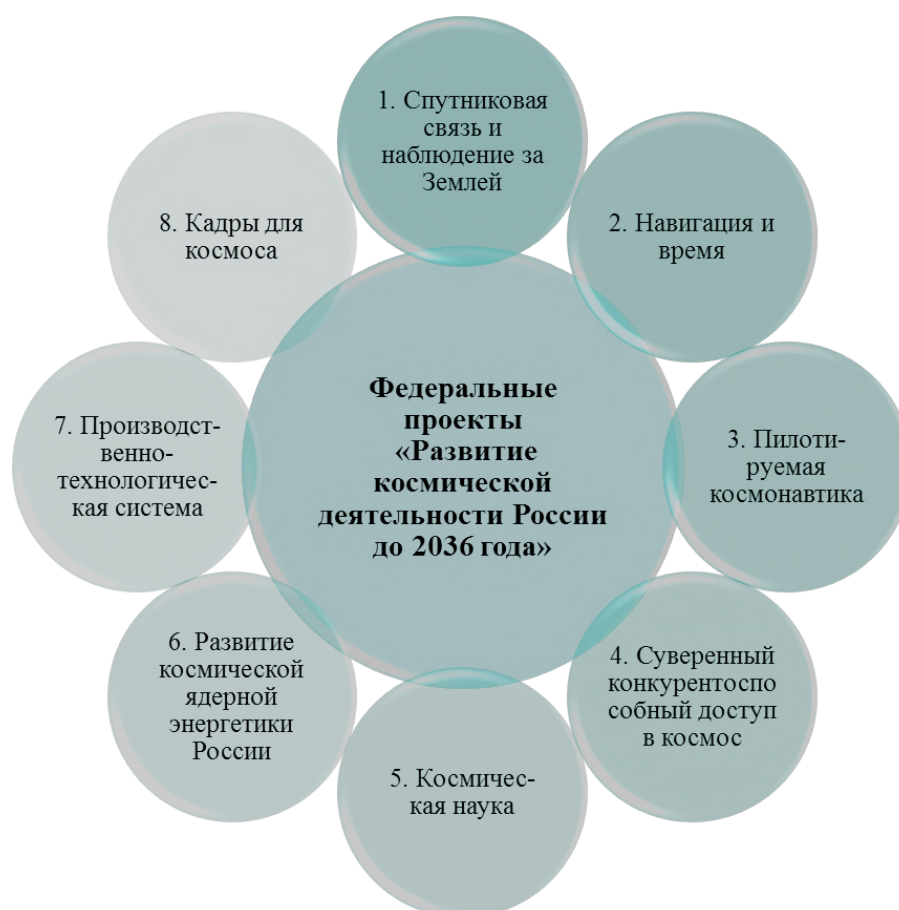 1. Спутниковая
связь и
наблюдение за
Землей
2. Навигация и
время
3. Пилоти-
руемая
космонавтика
4. Суверенный
конкурентоспо
собный доступ
в космос
5. Космичес-
кая наука
6. Развитие
космической
ядерной
энергетики
России
7. Производст-
венно-
технологичес-
кая система
8. Кадры для
космоса
Федеральные
проекты
«Развитие
космической
деятельности России
до 2036 года»